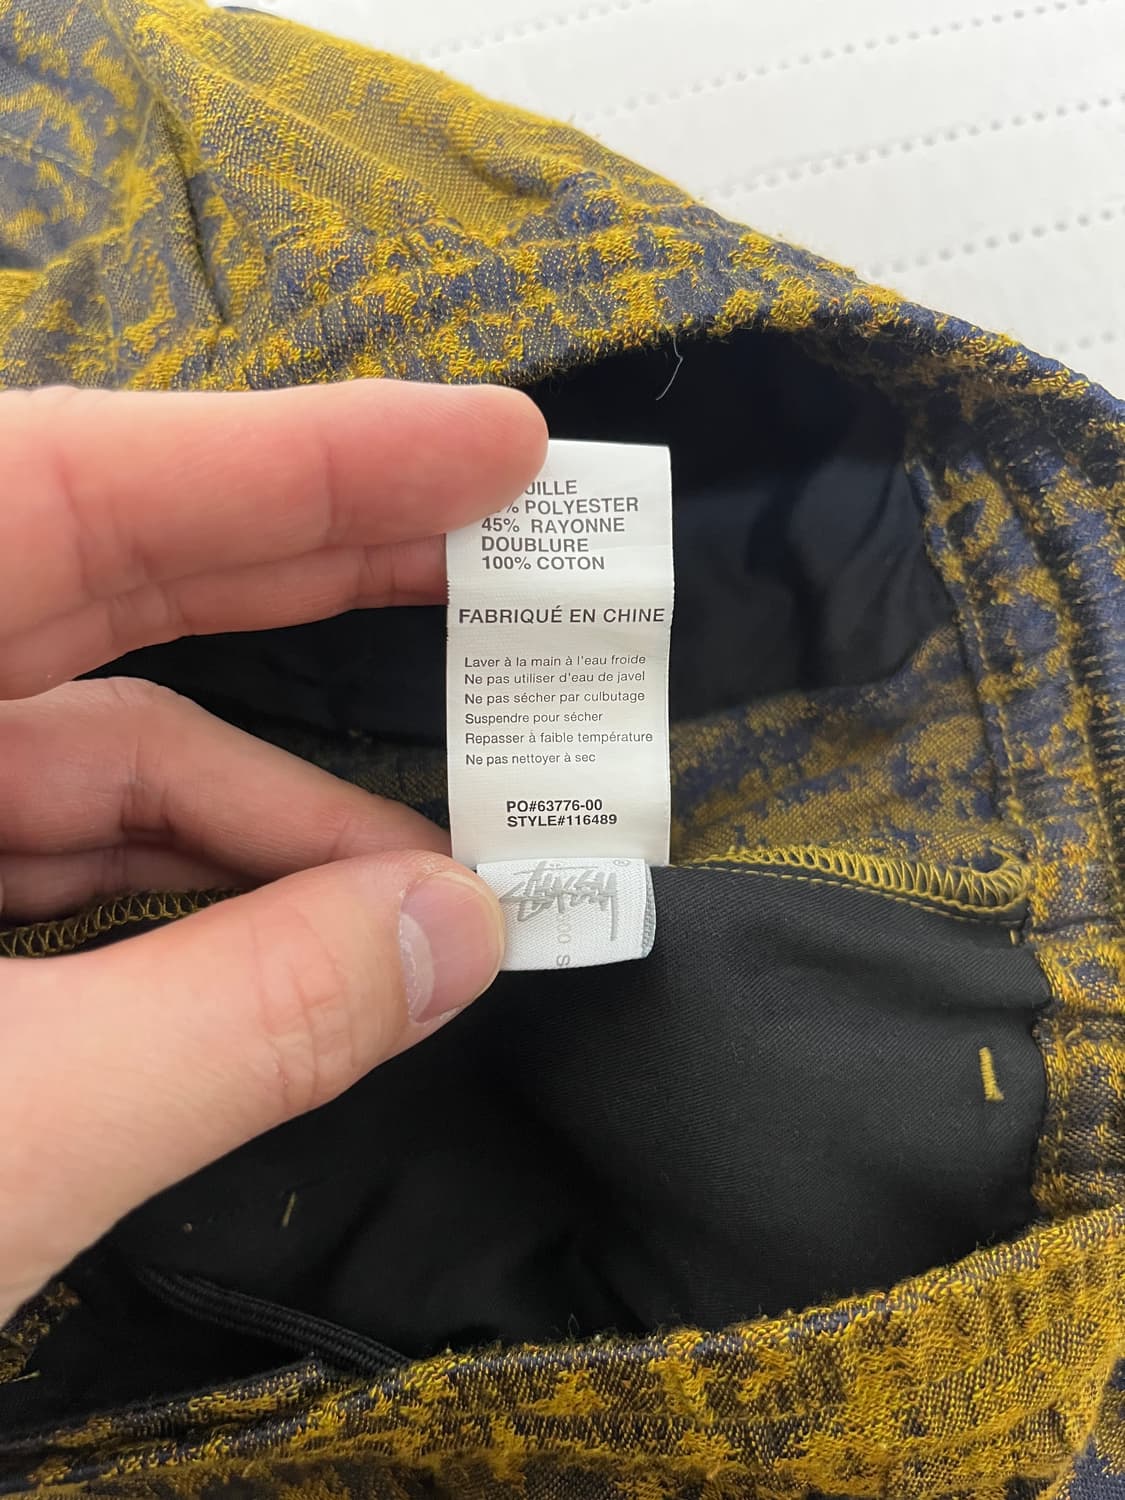 % POLYESTER
45% RAYONNE
DOUBLURE
100% COTON
FABRIQUÉ EN CHINE
Laver à la main à l'eau froide
Ne pas utiliser d'eau de javel
Ne pas sécher par culbutage
Suspendre pour sécher
Repasser à faible température
Ne pas nettoyer à sec
PO#63776-00
STYLE#116489